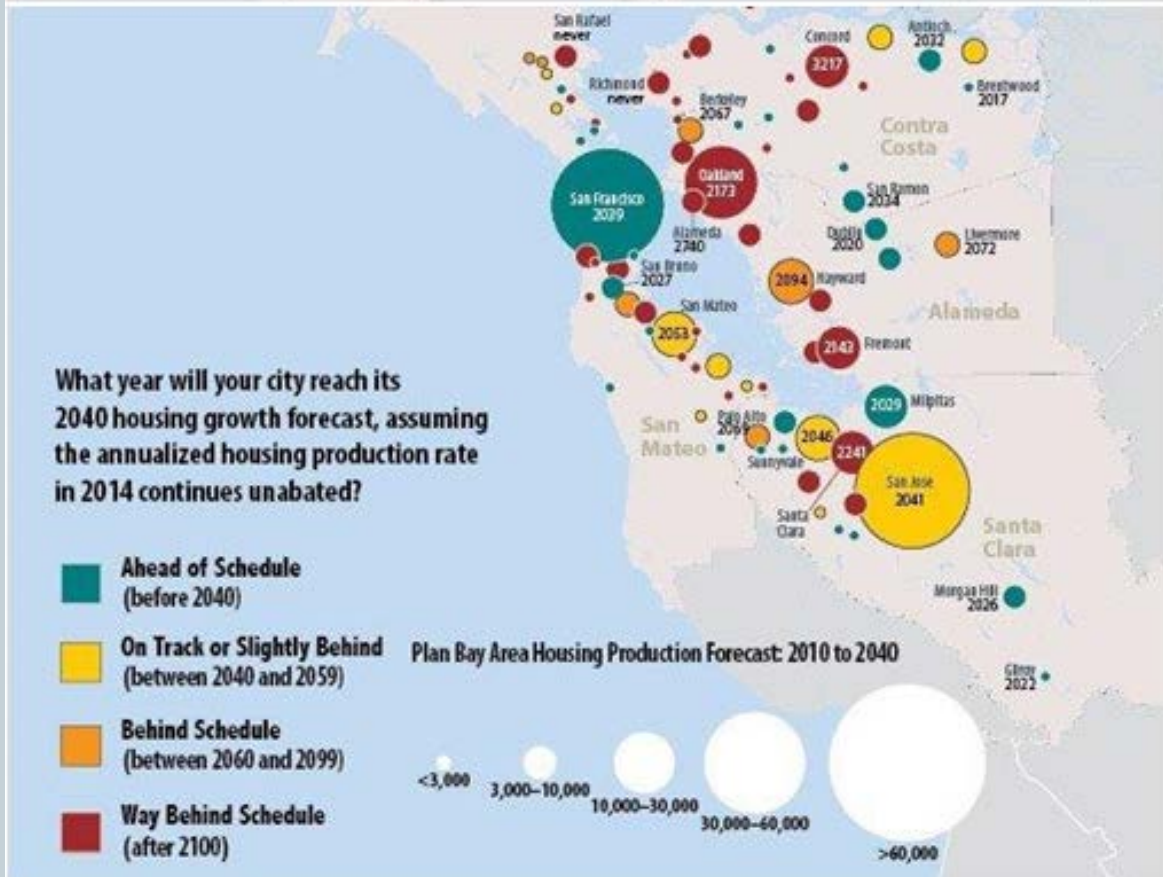 San Rafael
never
Richmond
never
Berkeley
2067
Concord
3217
Antioch
2032
Brentwood
2017
Contra
Costa
San Francisco
2039
Oakland
2173
Alameda
2740
San Ramon
2034
Dublin
2020
Livermore
2072
San Bruno
2027
2094
Hayward
San Mateo
2053
Alameda
2142
Fremont
What year will your city reach its
2040 housing growth forecast, assuming
the annualized housing production rate
in 2014 continues unabated?
San
Mateo
Palo Alto
2029
Milpitas
2046
Sunnyvale
2241
Santa
Clara
San Jose
2041
Santa
Clara
Morgan Hill
2026
Gilroy
2022
Ahead of Schedule
(before 2040)
On Track or Slightly Behind
(between 2040 and 2059)
Behind Schedule
(between 2060 and 2099)
Way Behind Schedule
(after 2100)
Plan Bay Area Housing Production Forecast: 2010 to 2040
<3,000
3,000–10,000
10,000–30,000
30,000–60,000
>60,000